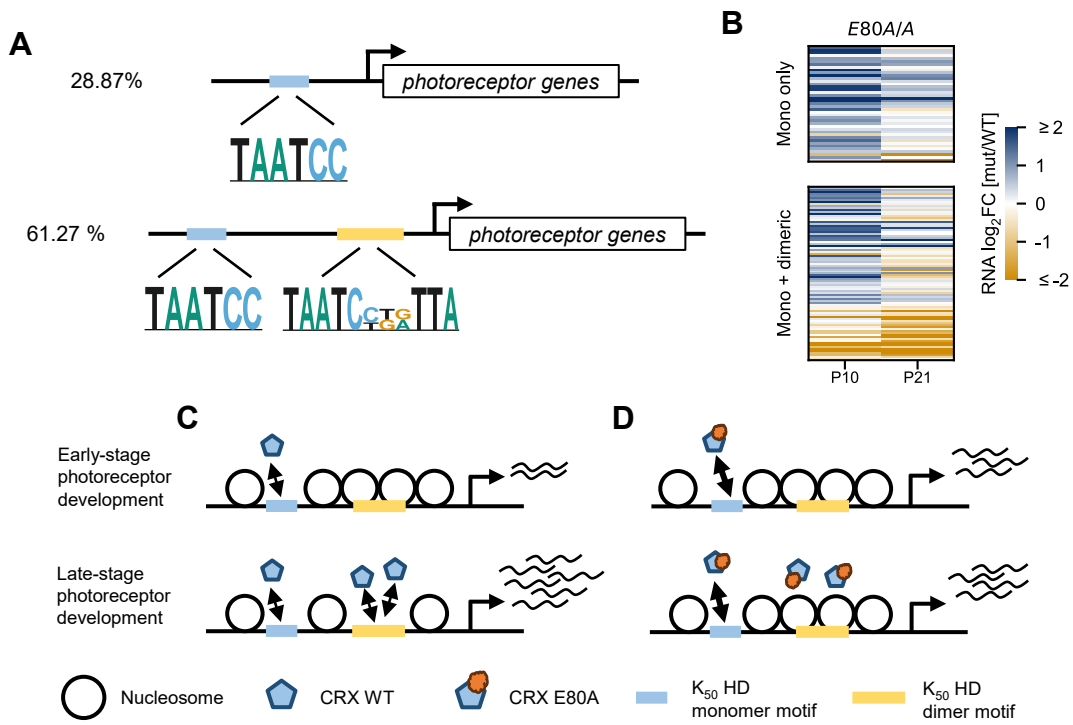 A
28.87%
photoreceptor genes
TAATCC
61.27 %
photoreceptor genes
TAATCC
TAATCCTGTTA
TGA
B
E80A/A
Mono only
Mono + dimeric
P10
P21
RNA log₂FC [mut/WT]
≥ 2
1
0
-1
≤ -2
C
D
Early-stage
photoreceptor
development
Late-stage
photoreceptor
development
Nucleosome
CRX WT
CRX E80A
K₅₀ HD
monomer motif
K₅₀ HD
dimer motif